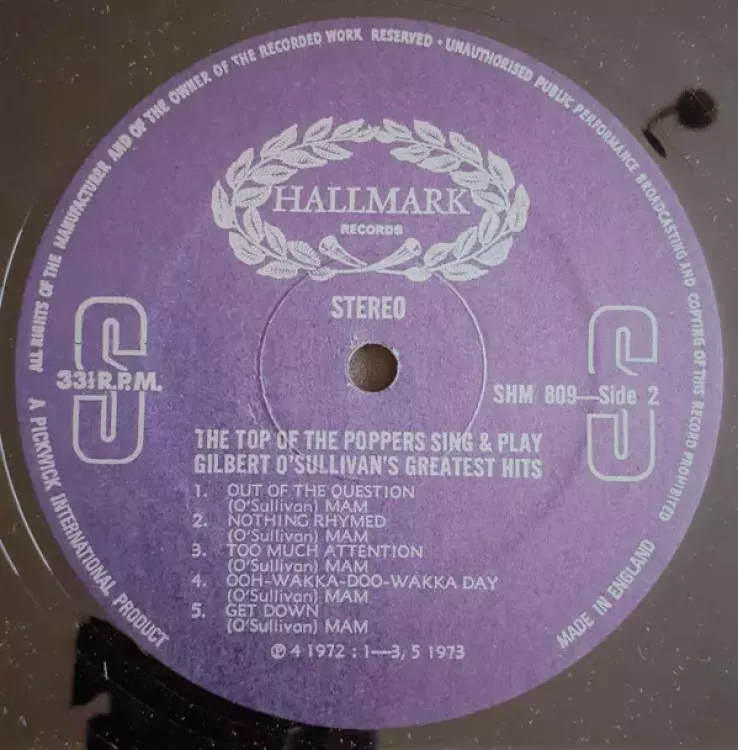 ALL RIGHTS OF THE MANUFACTURER AND OF THE OWNER OF THE RECORDED WORK RESERVED · UNAUTHORISED PUBLIC PERFORMANCE BROADCASTING AND COPYING OF THIS RECORD PROHIBITED
HALLMARK
RECORDS
STEREO
S
S
33⅓ R.P.M.
SHM 809—Side 2
THE TOP OF THE POPPERS SING & PLAY
GILBERT O'SULLIVAN'S GREATEST HITS
1. OUT OF THE QUESTION
(O'Sullivan) MAM
2. NOTHING RHYMED
(O'Sullivan) MAM
3. TOO MUCH ATTENTION
(O'Sullivan) MAM
4. OOH-WAKKA-DOO-WAKKA DAY
(O'Sullivan) MAM
5. GET DOWN
(O'Sullivan) MAM
℗ 4 1972 : 1—3, 5 1973
A PICKWICK INTERNATIONAL PRODUCT
MADE IN ENGLAND